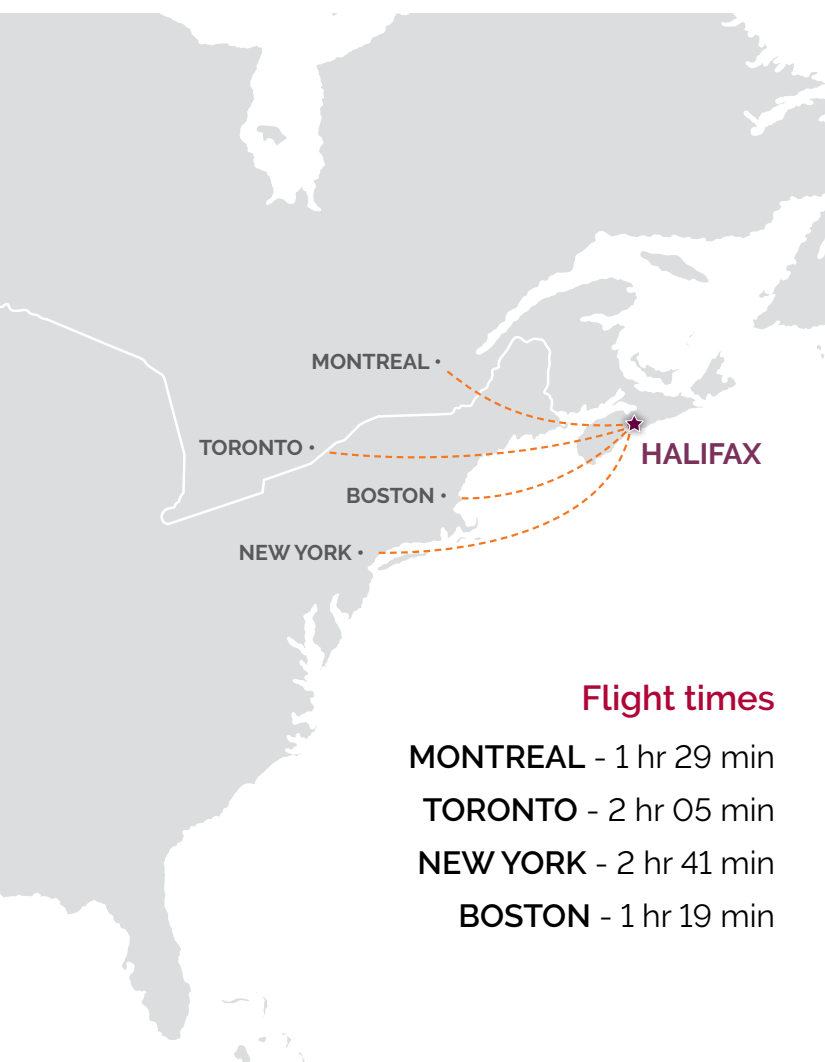 MONTREAL •
TORONTO •
HALIFAX
BOSTON •
NEW YORK •
Flight times
MONTREAL - 1 hr 29 min
TORONTO - 2 hr 05 min
NEW YORK - 2 hr 41 min
BOSTON - 1 hr 19 min